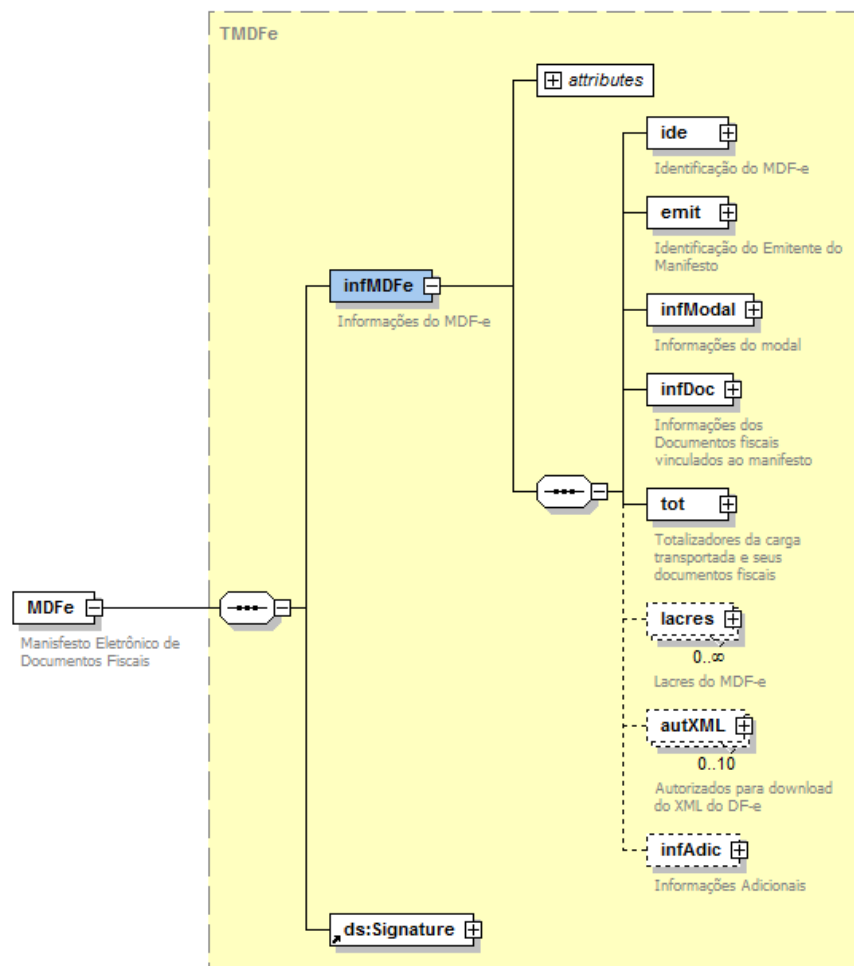 TMDFe
attributes
ide
Identificação do MDF-e
emit
Identificação do Emitente do
Manifesto
infMDFe
Informações do MDF-e
infModal
Informações do modal
infDoc
Informações dos
Documentos fiscais
vinculados ao manifesto
tot
Totalizadores da carga
transportada e seus
documentos fiscais
MDFe
Manisfesto Eletrônico de
Documentos Fiscais
lacres
0..∞
Lacres do MDF-e
autXML
0..10
Autorizados para download
do XML do DF-e
infAdic
Informações Adicionais
ds:Signature